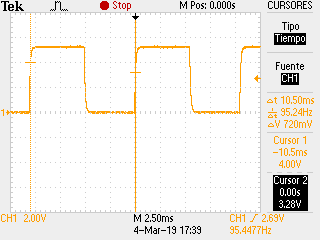 Tek Stop M Pos: 0.000s CURSORES
Tipo
Tiempo
Fuente
CH1
Δt 10.50ms
95.24Hz
ΔV 720mV
Cursor 1
-10.5ms
4.00V
Cursor 2
0.00s
3.28V
1
CH1 2.00V M 2.50ms CH1 2.69V
4-Mar-19 17:39 95.4477Hz